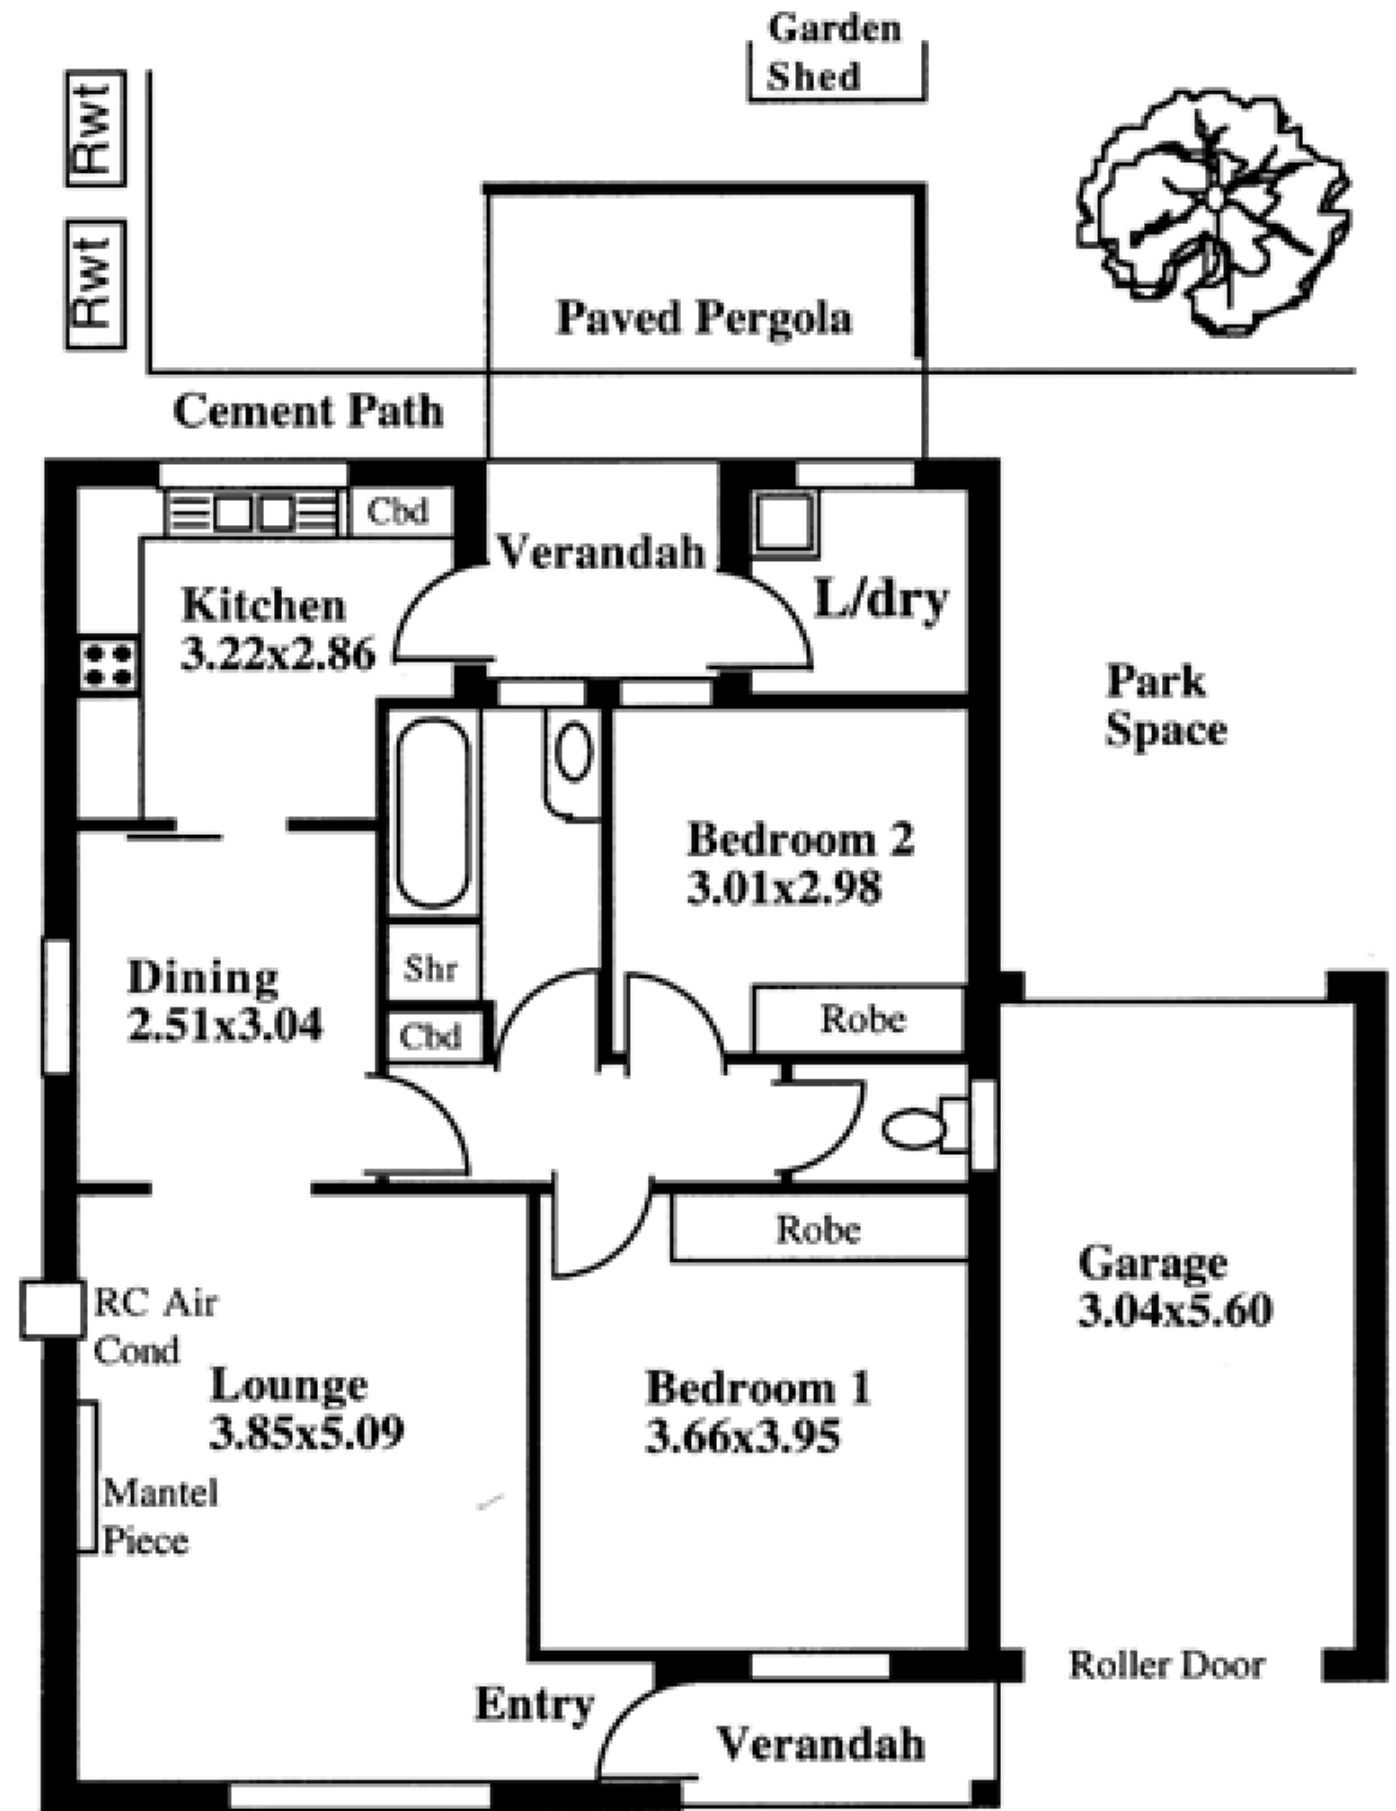 Garden
Shed
Rwt
Rwt
Paved Pergola
Cement Path
Cbd
Verandah
Kitchen
3.22x2.86
L/dry
Park
Space
Bedroom 2
3.01x2.98
Dining
2.51x3.04
Shr
Cbd
Robe
Robe
RC Air
Cond
Lounge
3.85x5.09
Bedroom 1
3.66x3.95
Garage
3.04x5.60
Mantel
Piece
Entry
Roller Door
Verandah